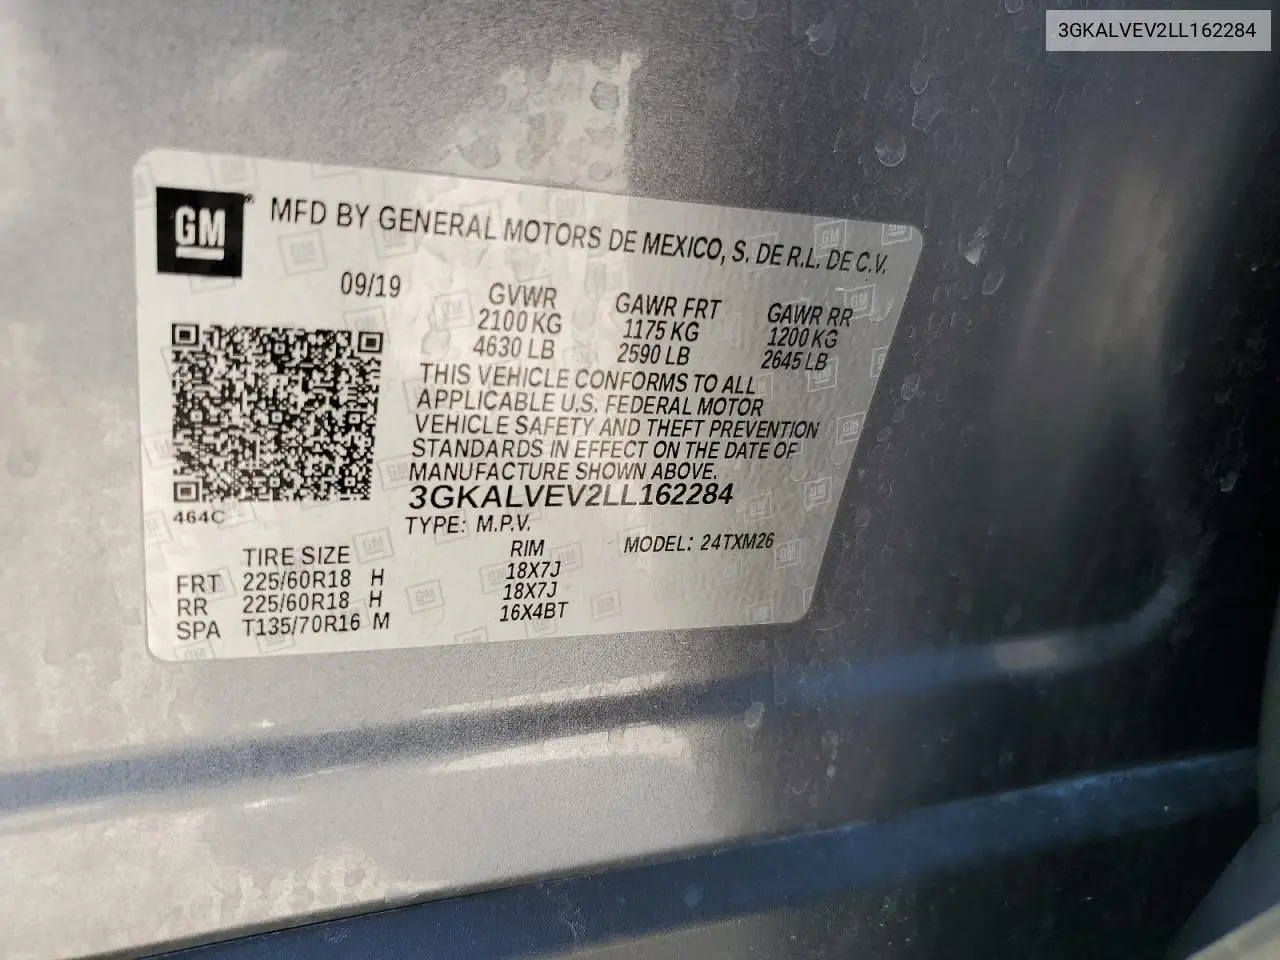 3GKALVEV2LL162284
GM
MFD BY GENERAL MOTORS DE MEXICO, S. DE R.L. DE C.V.
09/19
GVWR GAWR FRT GAWR RR
2100 KG 1175 KG 1200 KG
4630 LB 2590 LB 2645 LB
THIS VEHICLE CONFORMS TO ALL
APPLICABLE U.S. FEDERAL MOTOR
VEHICLE SAFETY AND THEFT PREVENTION
STANDARDS IN EFFECT ON THE DATE OF
MANUFACTURE SHOWN ABOVE.
3GKALVEV2LL162284
464C
TYPE: M.P.V. MODEL: 24TXM26
TIRE SIZE RIM
FRT 225/60R18 H 18X7J
RR 225/60R18 H 18X7J
SPA T135/70R16 M 16X4BT